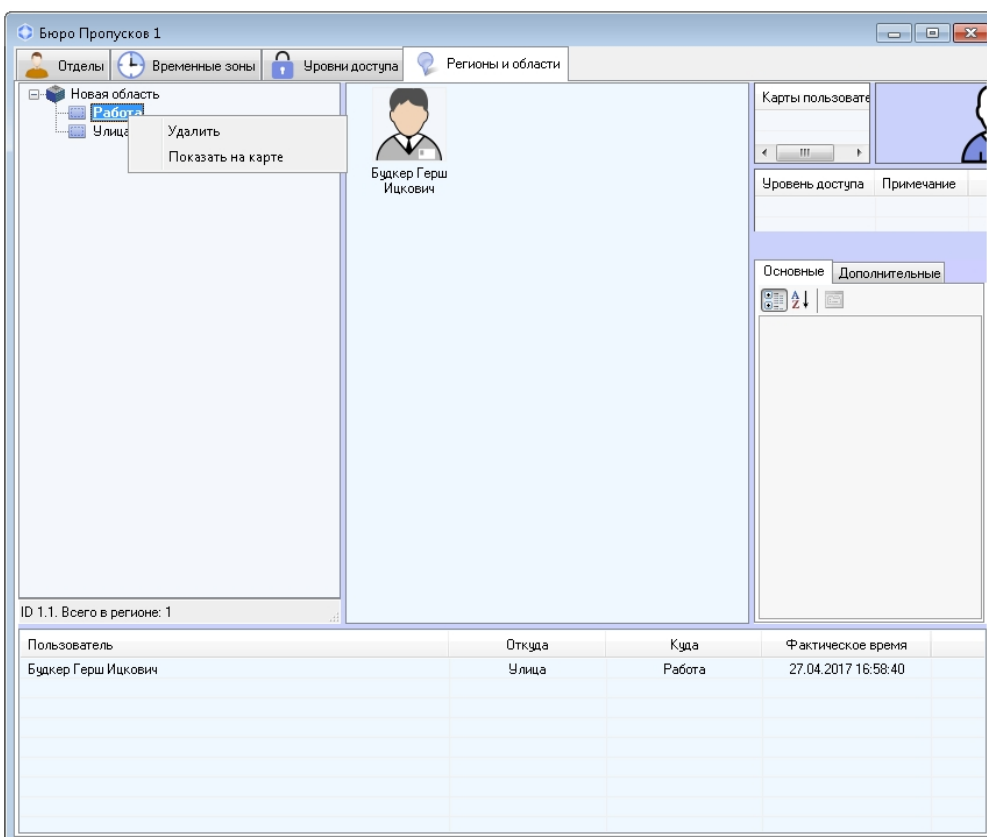 Бюро Пропусков 1
Отделы Временные зоны Уровни доступа Регионы и области
Новая область
Работа
Улица
Удалить
Показать на карте
Будкер Герш
Ицкович
Карты пользовате
Уровень доступа Примечание
Основные Дополнительные
ID 1.1. Всего в регионе: 1
Пользователь Откуда Куда Фактическое время
Будкер Герш Ицкович Улица Работа 27.04.2017 16:58:40